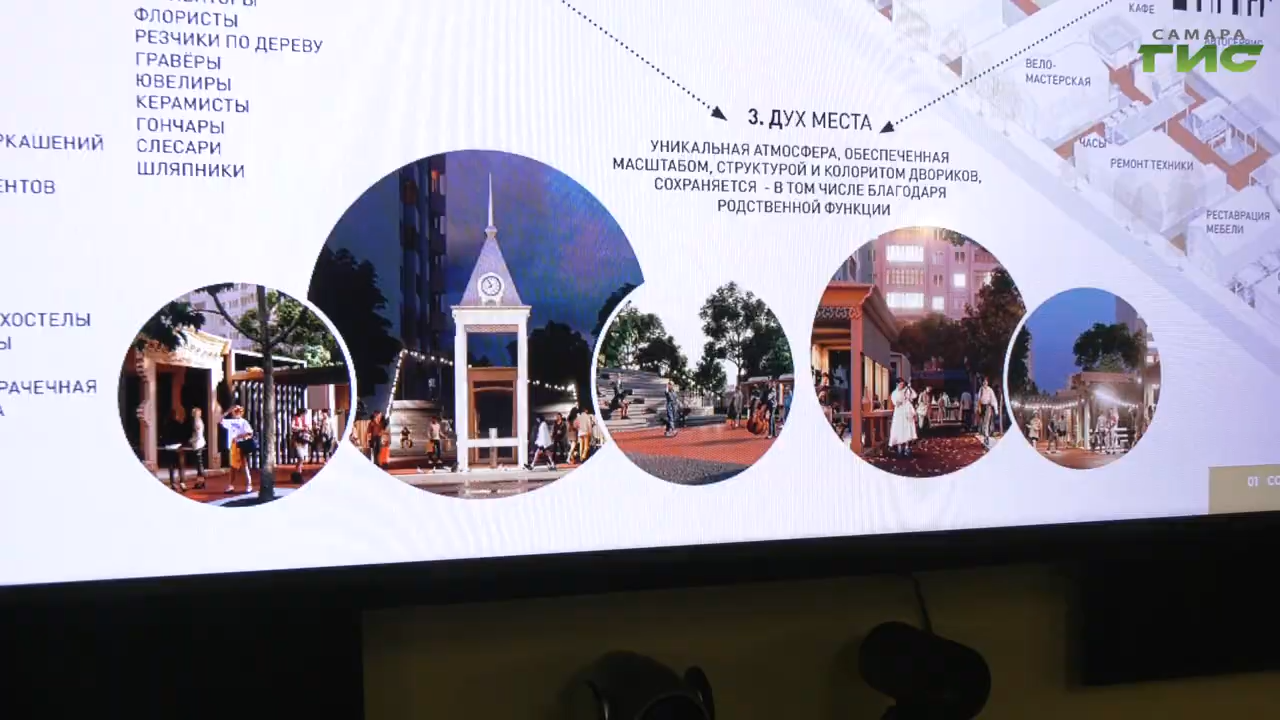 ФЛОРИСТЫ
РЕЗЧИКИ ПО ДЕРЕВУ
ГРАВЁРЫ
ЮВЕЛИРЫ
КЕРАМИСТЫ
ГОНЧАРЫ
СЛЕСАРИ
ШЛЯПНИКИ
РКАШЕНИЙ
ЕНТОВ
ХОСТЕЛЫ
Ы
РАЧЕЧНАЯ
А
3. ДУХ МЕСТА
УНИКАЛЬНАЯ АТМОСФЕРА, ОБЕСПЕЧЕННАЯ
МАСШТАБОМ, СТРУКТУРОЙ И КОЛОРИТОМ ДВОРИКОВ,
СОХРАНЯЕТСЯ - В ТОМ ЧИСЛЕ БЛАГОДАРЯ
РОДСТВЕННОЙ ФУНКЦИИ
КАФЕ
САМАРА
ГИС
АВТОСЕРВИС
ВЕЛО-
МАСТЕРСКАЯ
ЧАСЫ
РЕМОНТ ТЕХНИКИ
РЕСТАВРАЦИЯ
МЕБЕЛИ
01 СО